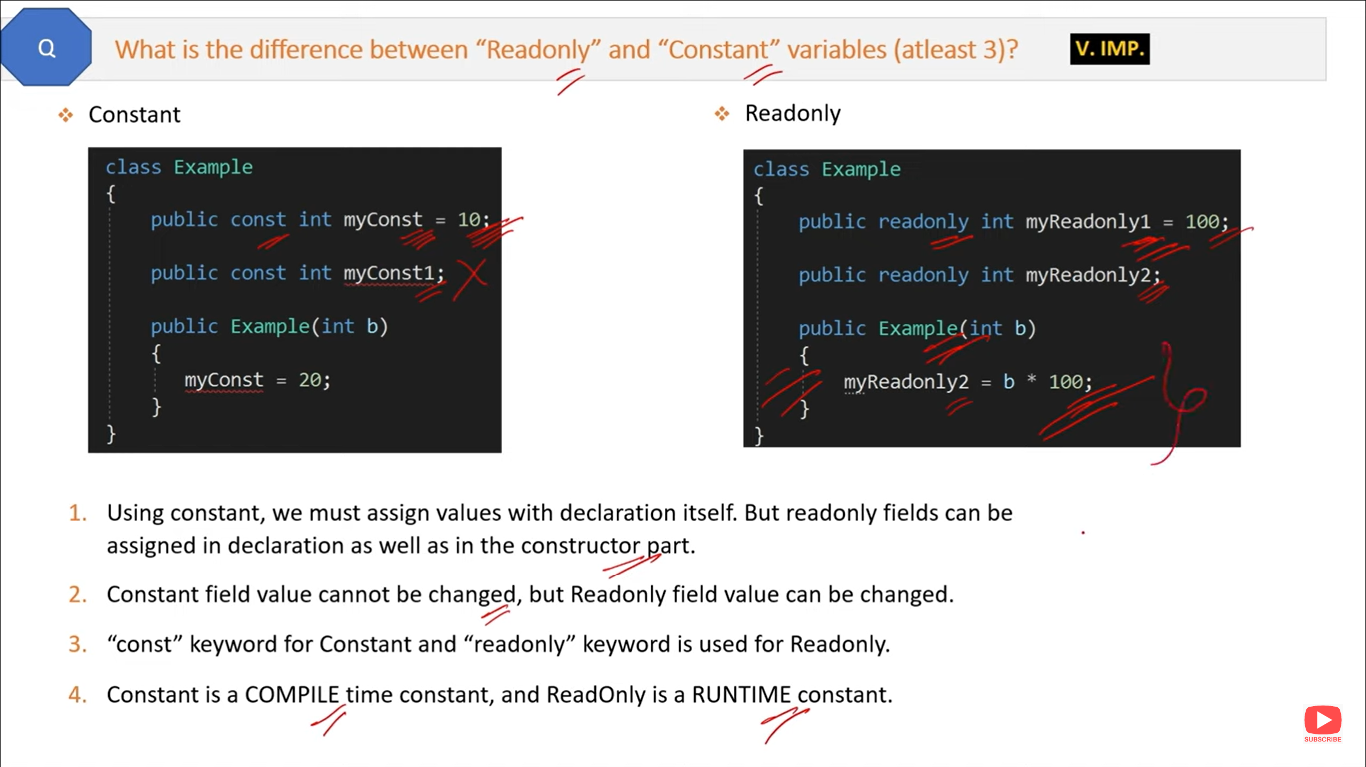 Q
What is the difference between “Readonly” and “Constant” variables (atleast 3)?
V. IMP.
Constant
class Example
{
public const int myConst = 10;
public const int myConst1;
public Example(int b)
{
myConst = 20;
}
}
Readonly
class Example
{
public readonly int myReadonly1 = 100;
public readonly int myReadonly2;
public Example(int b)
{
myReadonly2 = b * 100;
}
}
1. Using constant, we must assign values with declaration itself. But readonly fields can be
assigned in declaration as well as in the constructor part.
2. Constant field value cannot be changed, but Readonly field value can be changed.
3. “const” keyword for Constant and “readonly” keyword is used for Readonly.
4. Constant is a COMPILE time constant, and ReadOnly is a RUNTIME constant.
SUBSCRIBE